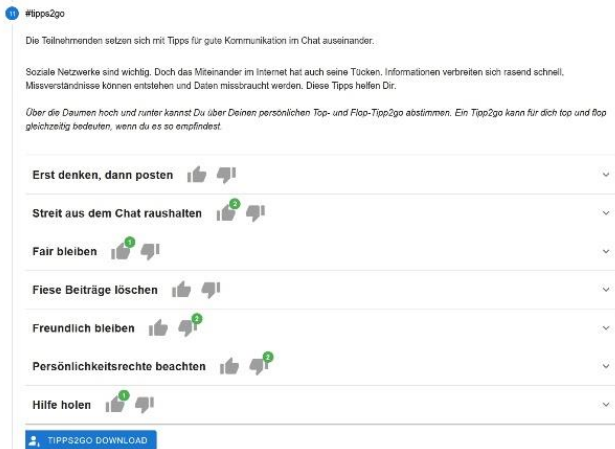 11 #tipps2go
Die Teilnehmenden setzen sich mit Tipps für gute Kommunikation im Chat auseinander.
Soziale Netzwerke sind wichtig. Doch das Miteinander im Internet hat auch seine Tücken. Informationen verbreiten sich rasend schnell,
Missverständnisse können entstehen und Daten missbraucht werden. Diese Tipps helfen Dir.
Über die Daumen hoch und runter kannst Du über Deinen persönlichen Top- und Flop-Tipp2go abstimmen. Ein Tipp2go kann für dich top und flop
gleichzeitig bedeuten, wenn du es so empfindest.
Erst denken, dann posten
Streit aus dem Chat raushalten 2
Fair bleiben 1
Fiese Beiträge löschen
Freundlich bleiben 2
Persönlichkeitsrechte beachten 2
Hilfe holen 1
TIPPS2GO DOWNLOAD